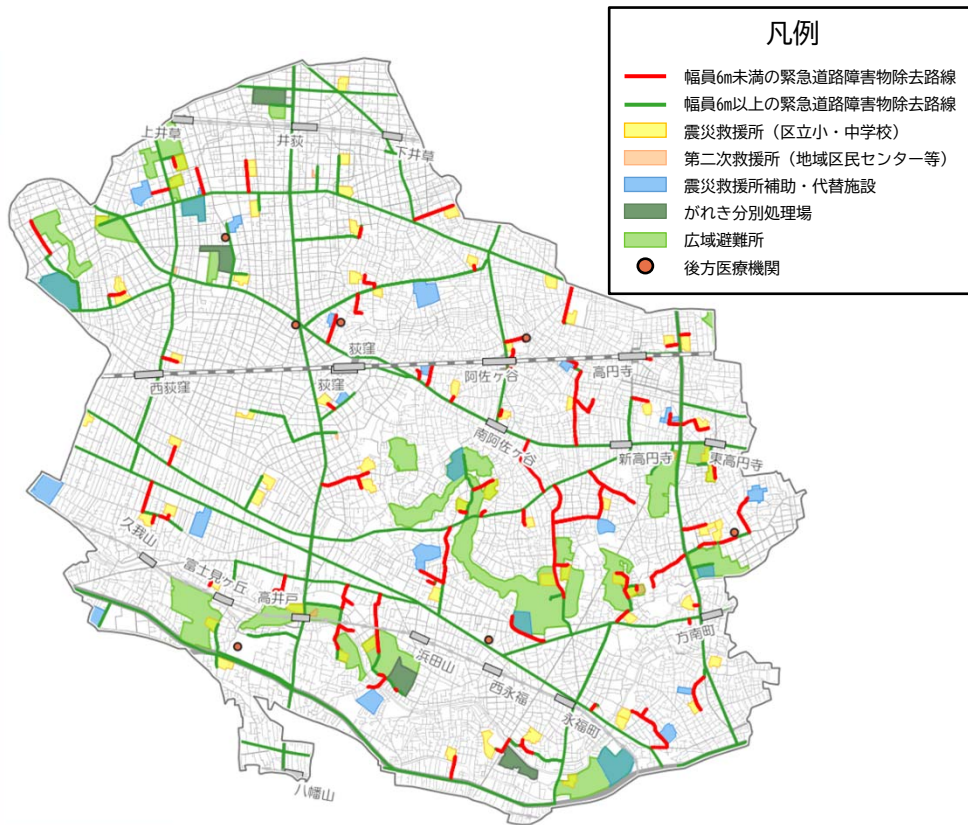 凡例
幅員6m未満の緊急道路障害物除去路線
幅員6m以上の緊急道路障害物除去路線
震災救援所（区立小・中学校）
第二次救援所（地域区民センター等）
震災救援所補助・代替施設
がれき分別処理場
広域避難所
後方医療機関
上井草
井荻
下井草
荻窪
阿佐ヶ谷
高円寺
西荻窪
荻窪
南阿佐ヶ谷
新高円寺
東高円寺
久我山
富士見ヶ丘
高井戸
浜田山
西永福
永福町
方南町
八幡山